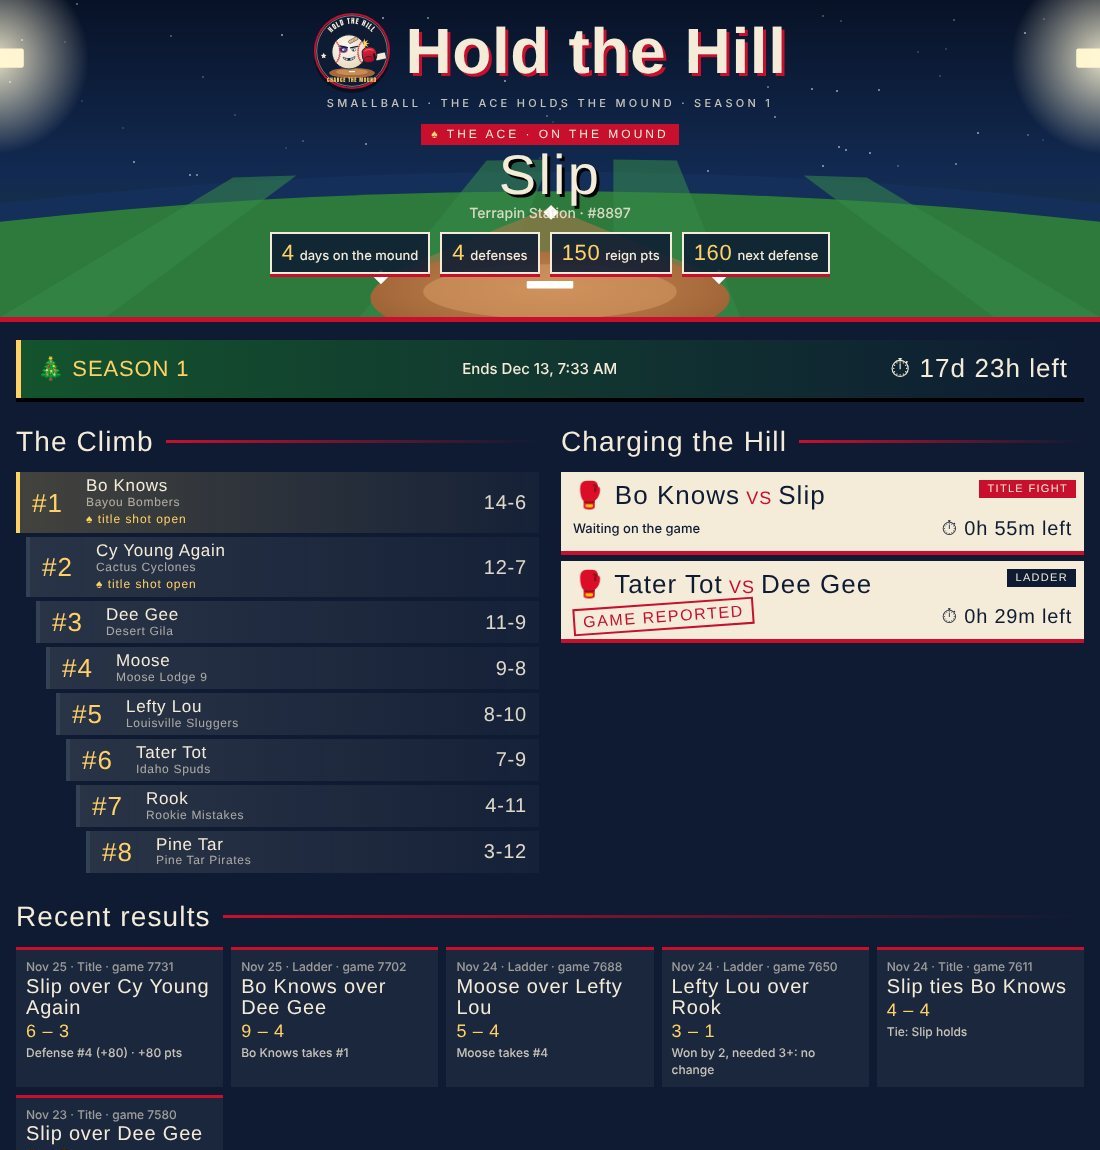 HOLD THE HILL
CHARGE THE MOUND
Hold the Hill
SMALLBALL · THE ACE HOLDS THE MOUND · SEASON 1
♠ THE ACE · ON THE MOUND
Slip
Terrapin Station · #8897
4 days on the mound
4 defenses
150 reign pts
160 next defense
🎄 SEASON 1
Ends Dec 13, 7:33 AM
⏱ 17d 23h left
The Climb
#1 Bo Knows
Bayou Bombers
♠ title shot open
14-6
#2 Cy Young Again
Cactus Cyclones
♠ title shot open
12-7
#3 Dee Gee
Desert Gila
11-9
#4 Moose
Moose Lodge 9
9-8
#5 Lefty Lou
Louisville Sluggers
8-10
#6 Tater Tot
Idaho Spuds
7-9
#7 Rook
Rookie Mistakes
4-11
#8 Pine Tar
Pine Tar Pirates
3-12
Charging the Hill
🥊 Bo Knows VS Slip
TITLE FIGHT
Waiting on the game
⏱ 0h 55m left
🥊 Tater Tot VS Dee Gee
LADDER
GAME REPORTED
⏱ 0h 29m left
Recent results
Nov 25 · Title · game 7731
Slip over Cy Young
Again
6 – 3
Defense #4 (+80) · +80 pts
Nov 25 · Ladder · game 7702
Bo Knows over
Dee Gee
9 – 4
Bo Knows takes #1
Nov 24 · Ladder · game 7688
Moose over Lefty
Lou
5 – 4
Moose takes #4
Nov 24 · Ladder · game 7650
Lefty Lou over
Rook
3 – 1
Won by 2, needed 3+: no
change
Nov 24 · Title · game 7611
Slip ties Bo Knows
4 – 4
Tie: Slip holds
Nov 23 · Title · game 7580
Slip over Dee Gee